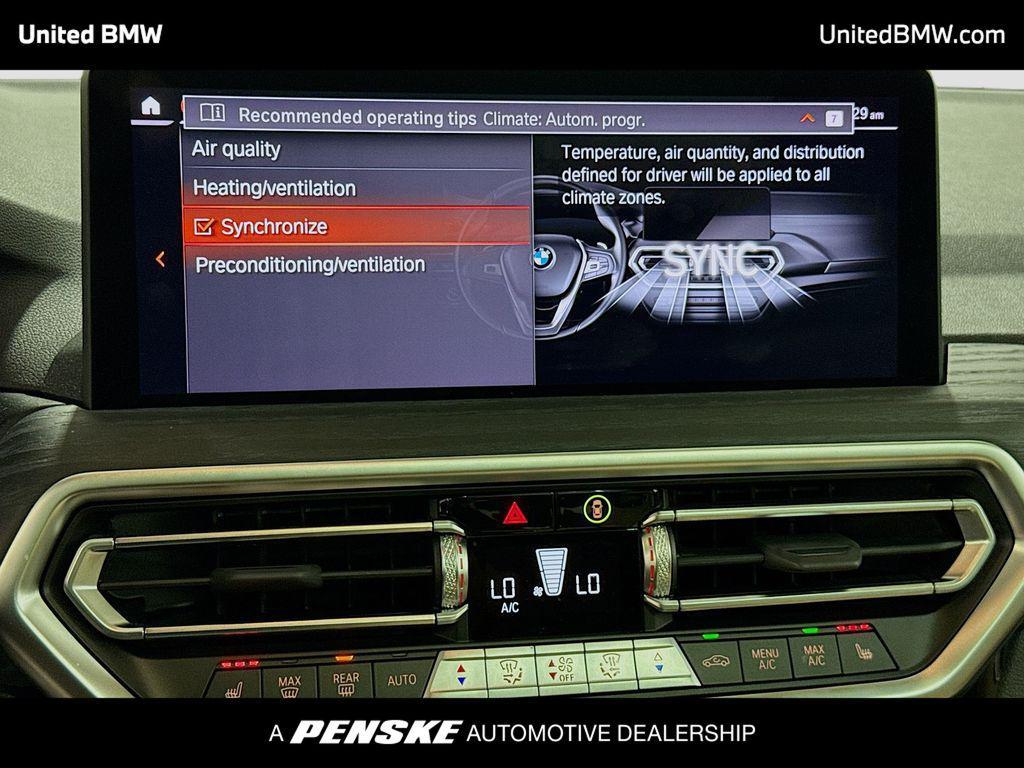 United BMW
UnitedBMW.com
Recommended operating tips Climate: Autom. progr.
7
29 am
Air quality
Heating/ventilation
Synchronize
Preconditioning/ventilation
Temperature, air quantity, and distribution
defined for driver will be applied to all
climate zones.
SYNC
LO
LO
A/C
MAX
REAR
AUTO
OFF
MENU
A/C
MAX
A/C
A PENSKE AUTOMOTIVE DEALERSHIP